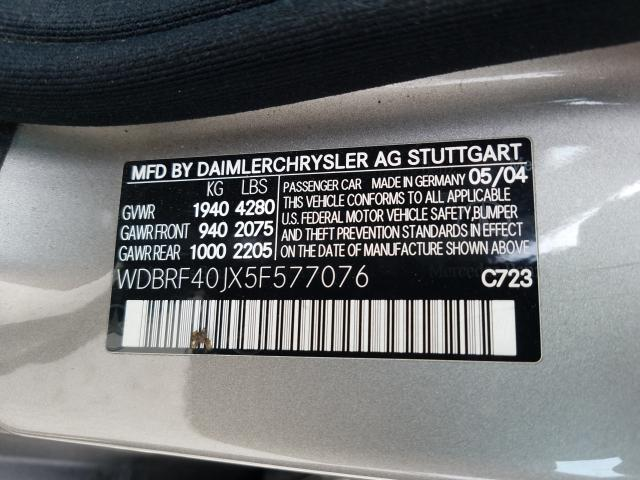 MFD BY DAIMLERCHRYSLER AG STUTTGART
KG LBS
GVWR 1940 4280
GAWR FRONT 940 2075
GAWR REAR 1000 2205
PASSENGER CAR MADE IN GERMANY 05/04
THIS VEHICLE CONFORMS TO ALL APPLICABLE
U.S. FEDERAL MOTOR VEHICLE SAFETY, BUMPER
AND THEFT PREVENTION STANDARDS IN EFFECT
ON THE DATE OF MANUFACTURE SHOWN ABOVE.
WDBRF40JX5F577076
C723